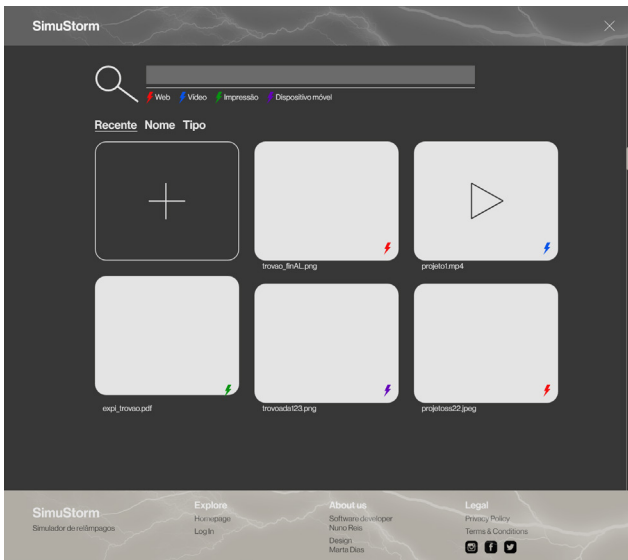 SimuStorm
Web Vídeo Impressão Dispositivo móvel
Recente Nome Tipo
trovao_finAL.png
projeto1.mp4
expl_trovao.pdf
trovoada123.png
projetoss22.jpeg
SimuStorm
Simulador de relâmpagos
Explore
Homepage
Log In
About us
Software developer
Nuno Reis
Design
Marta Dias
Legal
Privacy Policy
Terms & Conditions